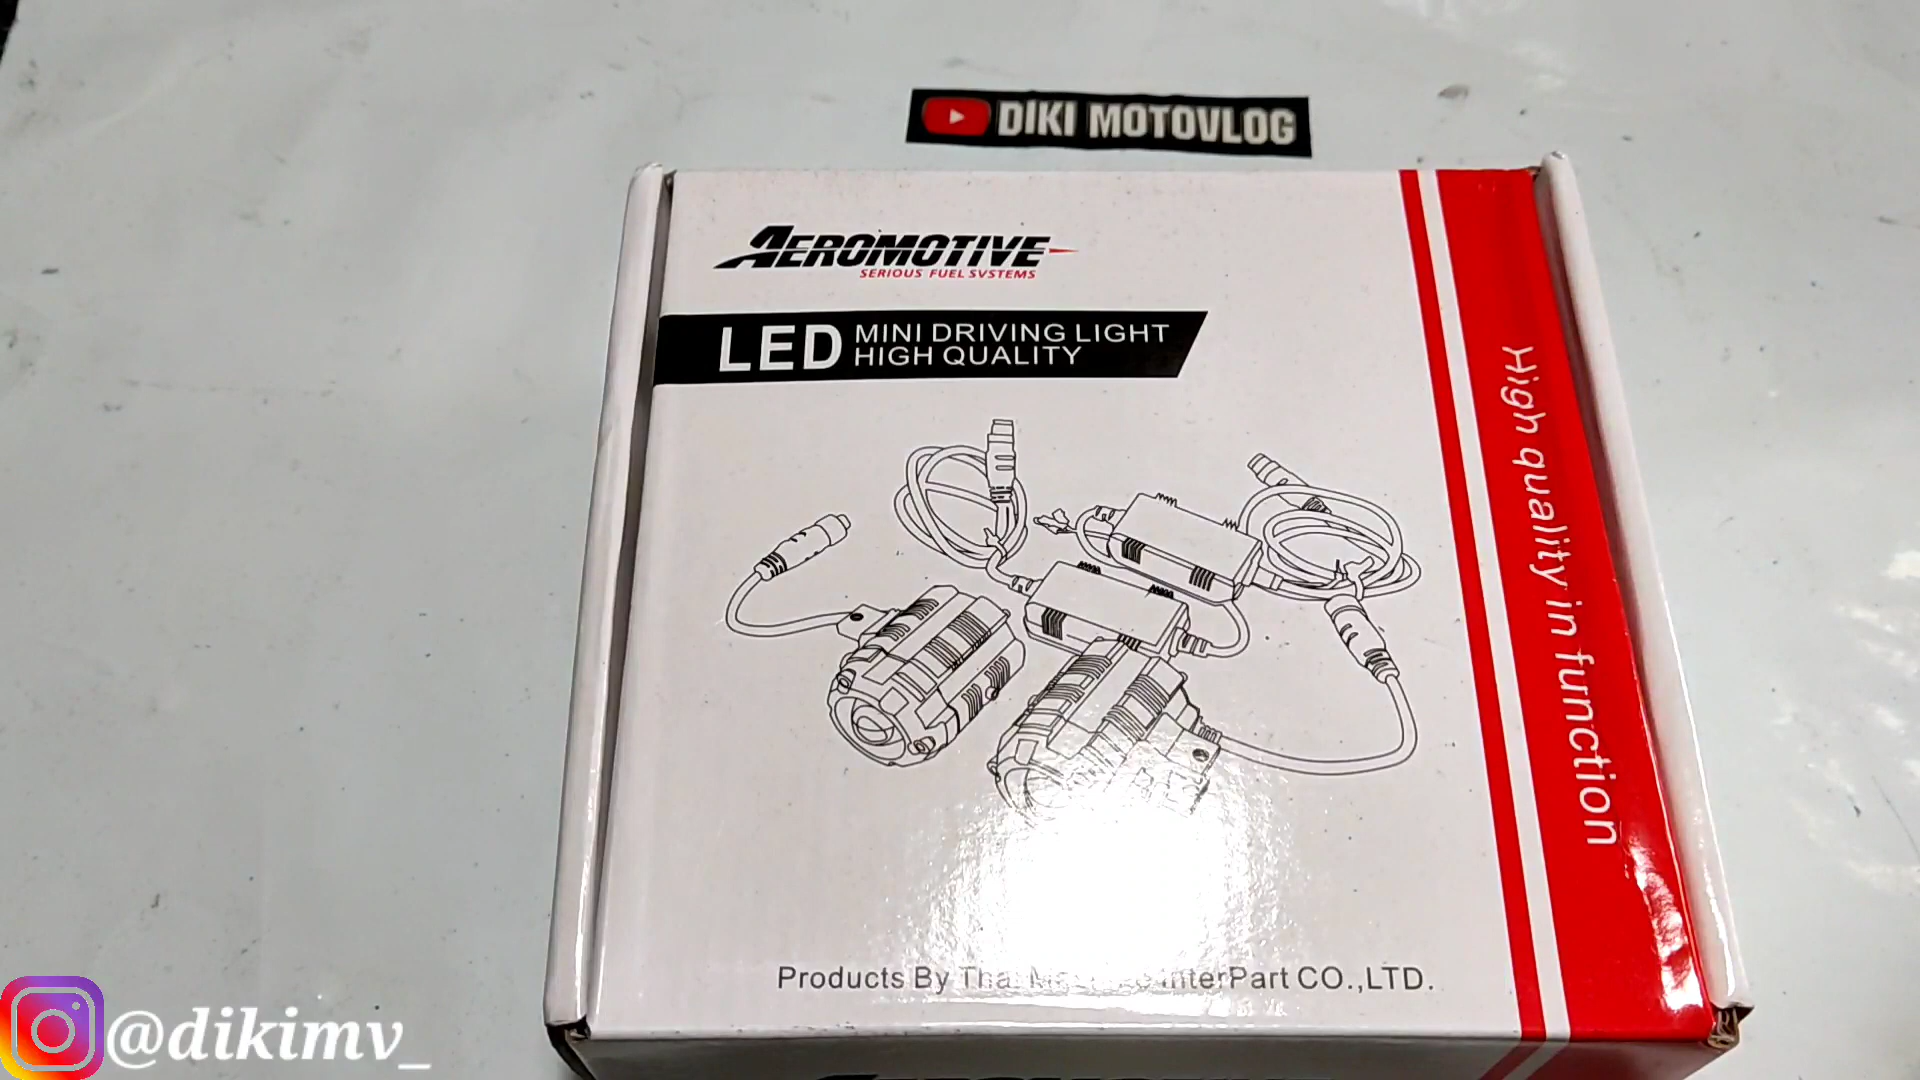 DIKI MOTOVLOG
AEROMOTIVE
SERIOUS FUEL SVSTEMS
LED MINI DRIVING LIGHT
HIGH QUALITY
High quality in function
Products By InterPart CO.,LTD.
@dikimv_